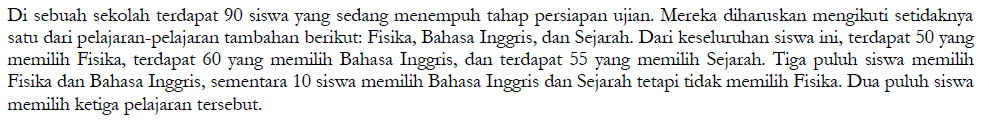 Di sebuah sekolah terdapat 90 siswa yang sedang menempuh tahap persiapan ujian. Mereka diharuskan mengikuti setidaknya
satu dari pelajaran-pelajaran tambahan berikut: Fisika, Bahasa Inggris, dan Sejarah. Dari keseluruhan siswa ini, terdapat 50 yang
memilih Fisika, terdapat 60 yang memilih Bahasa Inggris, dan terdapat 55 yang memilih Sejarah. Tiga puluh siswa memilih
Fisika dan Bahasa Inggris, sementara 10 siswa memilih Bahasa Inggris dan Sejarah tetapi tidak memilih Fisika. Dua puluh siswa
memilih ketiga pelajaran tersebut.